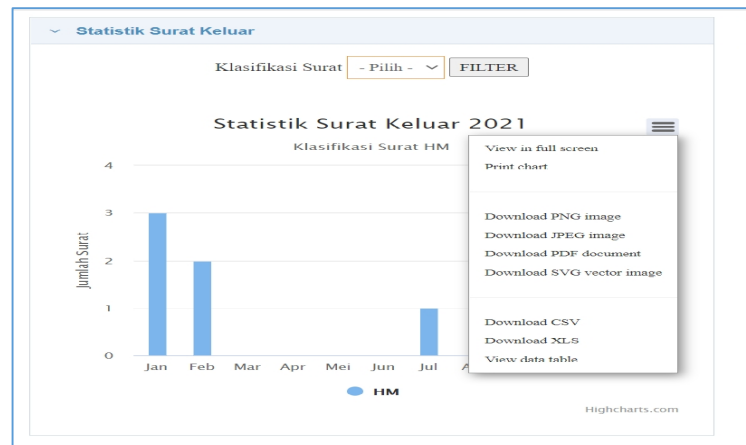 Statistik Surat Keluar
Klasifikasi Surat - Pilih - FILTER
Statistik Surat Keluar 2021
Klasifikasi Surat HM
View in full screen
Print chart
Download PNG image
Download JPEG image
Download PDF document
Download SVG vector image
Download CSV
Download XLS
View data table
Jumlah Surat
4
3
2
1
0
Jan Feb Mar Apr Mei Jun Jul A
HM
Highcharts.com